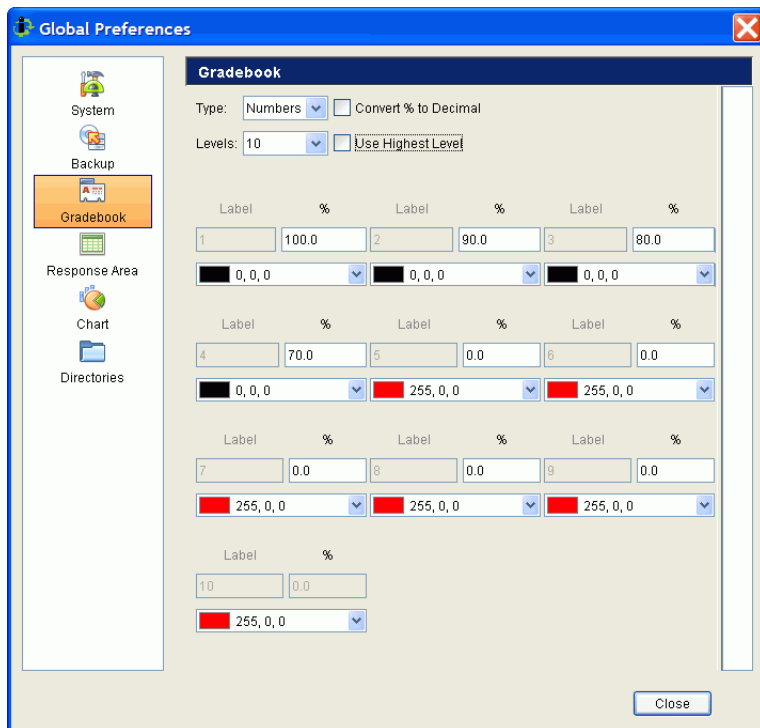 Global Preferences
System
Backup
Gradebook
Response Area
Chart
Directories
Gradebook
Type: Numbers Convert % to Decimal
Levels: 10 Use Highest Level
Label % Label % Label %
1 100.0 2 90.0 3 80.0
0, 0, 0 0, 0, 0 0, 0, 0
Label % Label % Label %
4 70.0 5 0.0 6 0.0
0, 0, 0 255, 0, 0 255, 0, 0
Label % Label % Label %
7 0.0 8 0.0 9 0.0
255, 0, 0 255, 0, 0 255, 0, 0
Label %
10 0.0
255, 0, 0
Close